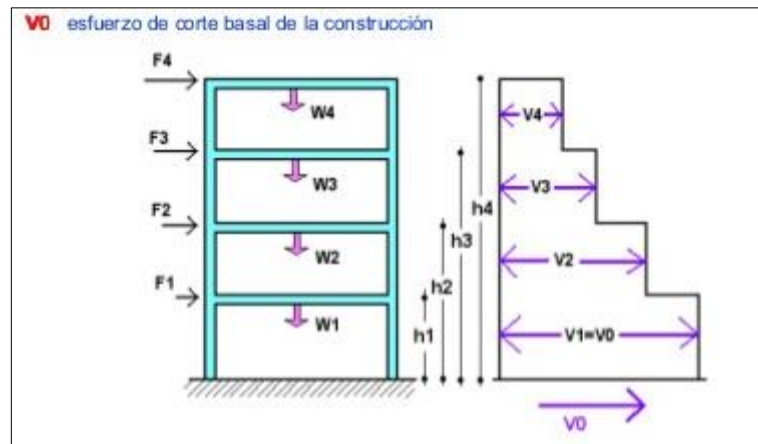 V0 esfuerzo de corte basal de la construcción
F4
W4
F3
W3
F2
W2
F1
W1
h1
h2
h3
h4
V4
V3
V2
V1=V0
V0